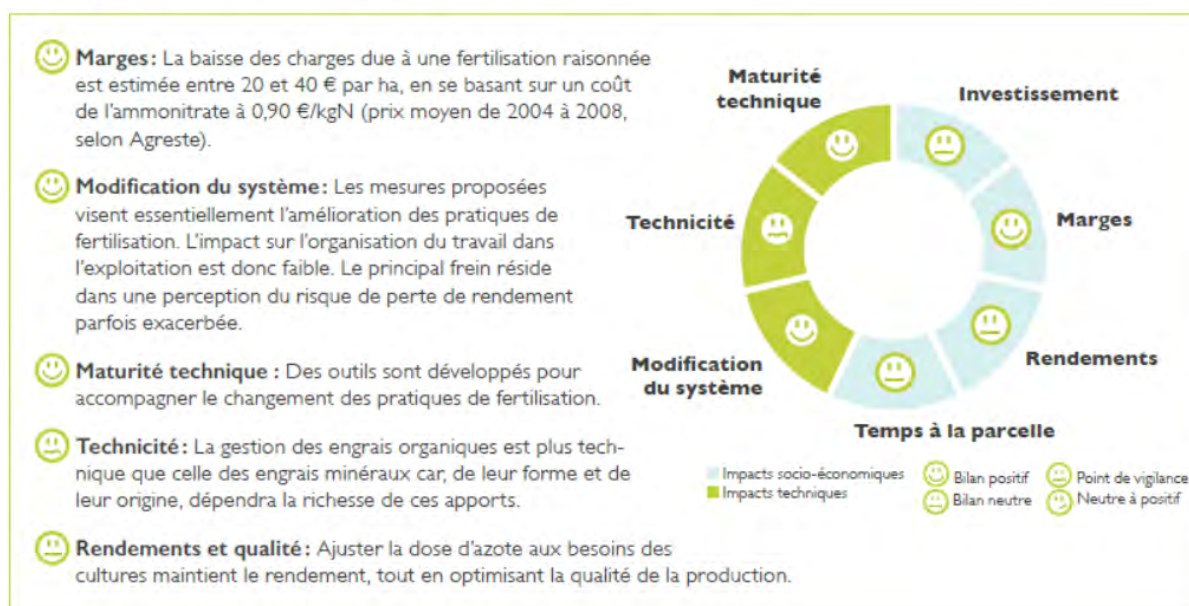 Marges: La baisse des charges due à une fertilisation raisonnée
est estimée entre 20 et 40 € par ha, en se basant sur un coût
de l'ammonitrate à 0,90 €/kgN (prix moyen de 2004 à 2008,
selon Agreste).
Modification du système: Les mesures proposées
visent essentiellement l'amélioration des pratiques de
fertilisation. L'impact sur l'organisation du travail dans
l'exploitation est donc faible. Le principal frein réside
dans une perception du risque de perte de rendement
parfois exacerbée.
Maturité technique : Des outils sont développés pour
accompagner le changement des pratiques de fertilisation.
Technicité: La gestion des engrais organiques est plus tech-
nique que celle des engrais minéraux car, de leur forme et de
leur origine, dépendra la richesse de ces apports.
Rendements et qualité: Ajuster la dose d'azote aux besoins des
cultures maintient le rendement, tout en optimisant la qualité de la production.
Maturité
technique
Investissement
Technicité
Marges
Modification
du système
Rendements
Temps à la parcelle
Impacts socio-économiques
Impacts techniques
Bilan positif
Bilan neutre
Point de vigilance
Neutre à positif